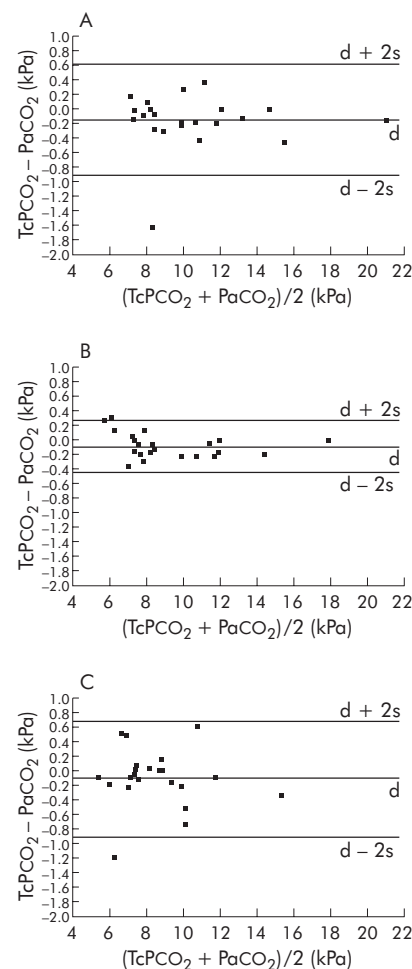 A
1.0
0.8
0.6
0.4
0.2
0.0
−0.2
−0.4
−0.6
−0.8
−1.0
−1.2
−1.4
−1.6
−1.8
−2.0
TcPCO₂ – PaCO₂ (kPa)
d + 2s
d
d – 2s
4 6 8 10 12 14 16 18 20 22
(TcPCO₂ + PaCO₂)/2 (kPa)
B
1.0
0.8
0.6
0.4
0.2
0.0
−0.2
−0.4
−0.6
−0.8
−1.0
−1.2
−1.4
−1.6
−1.8
−2.0
TcPCO₂ – PaCO₂ (kPa)
d + 2s
d
d – 2s
4 6 8 10 12 14 16 18 20 22
(TcPCO₂ + PaCO₂)/2 (kPa)
C
1.0
0.8
0.6
0.4
0.2
0.0
−0.2
−0.4
−0.6
−0.8
−1.0
−1.2
−1.4
−1.6
−1.8
−2.0
TcPCO₂ – PaCO₂ (kPa)
d + 2s
d
d – 2s
4 6 8 10 12 14 16 18 20 22
(TcPCO₂ + PaCO₂)/2 (kPa)